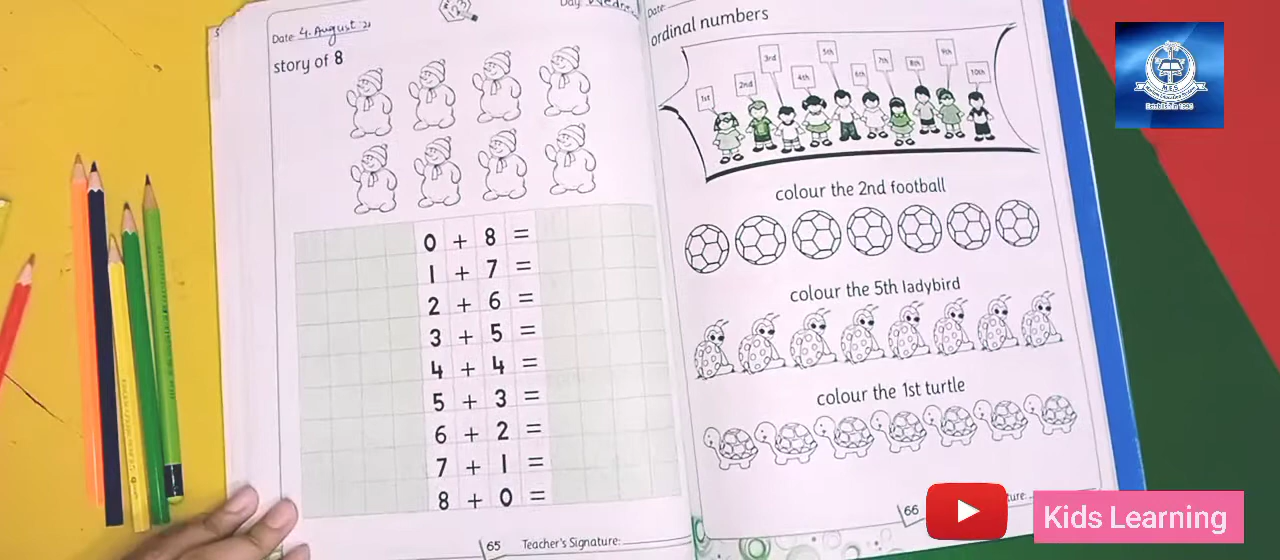 Date: 4. August 21
Day
story of 8
0 + 8 =
1 + 7 =
2 + 6 =
3 + 5 =
4 + 4 =
5 + 3 =
6 + 2 =
7 + 1 =
8 + 0 =
65 Teacher's Signature:
Date:
ordinal numbers
1st 2nd 3rd 4th 5th 6th 7th 8th 9th 10th
colour the 2nd football
colour the 5th ladybird
colour the 1st turtle
66
M.E.S
Kids Learning